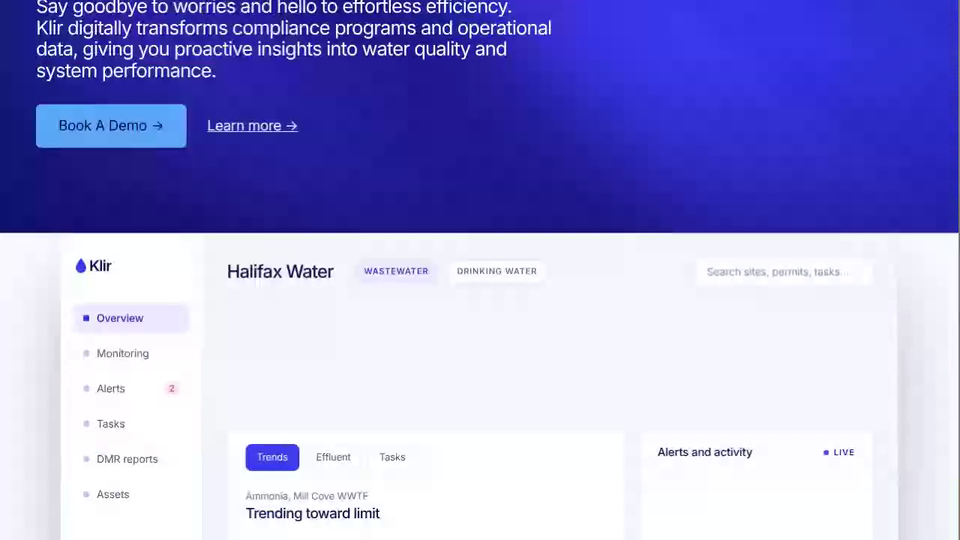 Say goodbye to worries and hello to effortless efficiency.
Klir digitally transforms compliance programs and operational
data, giving you proactive insights into water quality and
system performance.
Book A Demo →
Learn more →
Klir
Halifax Water
WASTEWATER
DRINKING WATER
Search sites, permits, tasks...
Overview
Monitoring
Alerts
2
Tasks
DMR reports
Assets
Trends
Effluent
Tasks
Ammonia, Mill Cove WWTF
Trending toward limit
Alerts and activity
LIVE